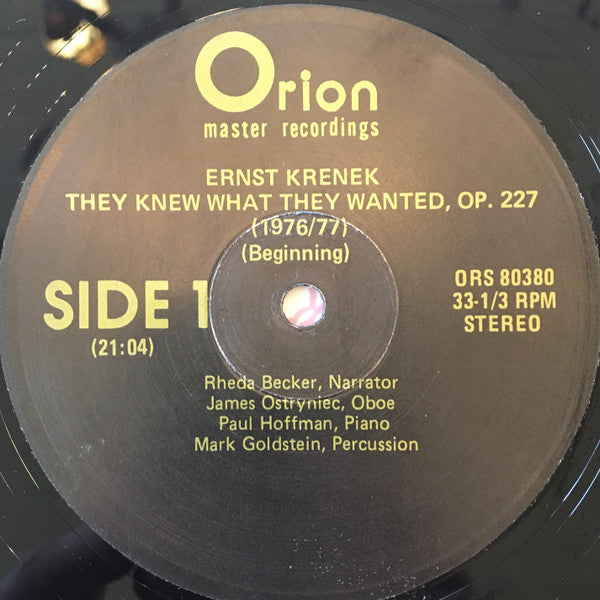 Orion
master recordings
ERNST KRENEK
THEY KNEW WHAT THEY WANTED, OP. 227
(1976/77)
(Beginning)
SIDE 1
(21:04)
ORS 80380
33-1/3 RPM
STEREO
Rheda Becker, Narrator
James Ostryniec, Oboe
Paul Hoffman, Piano
Mark Goldstein, Percussion